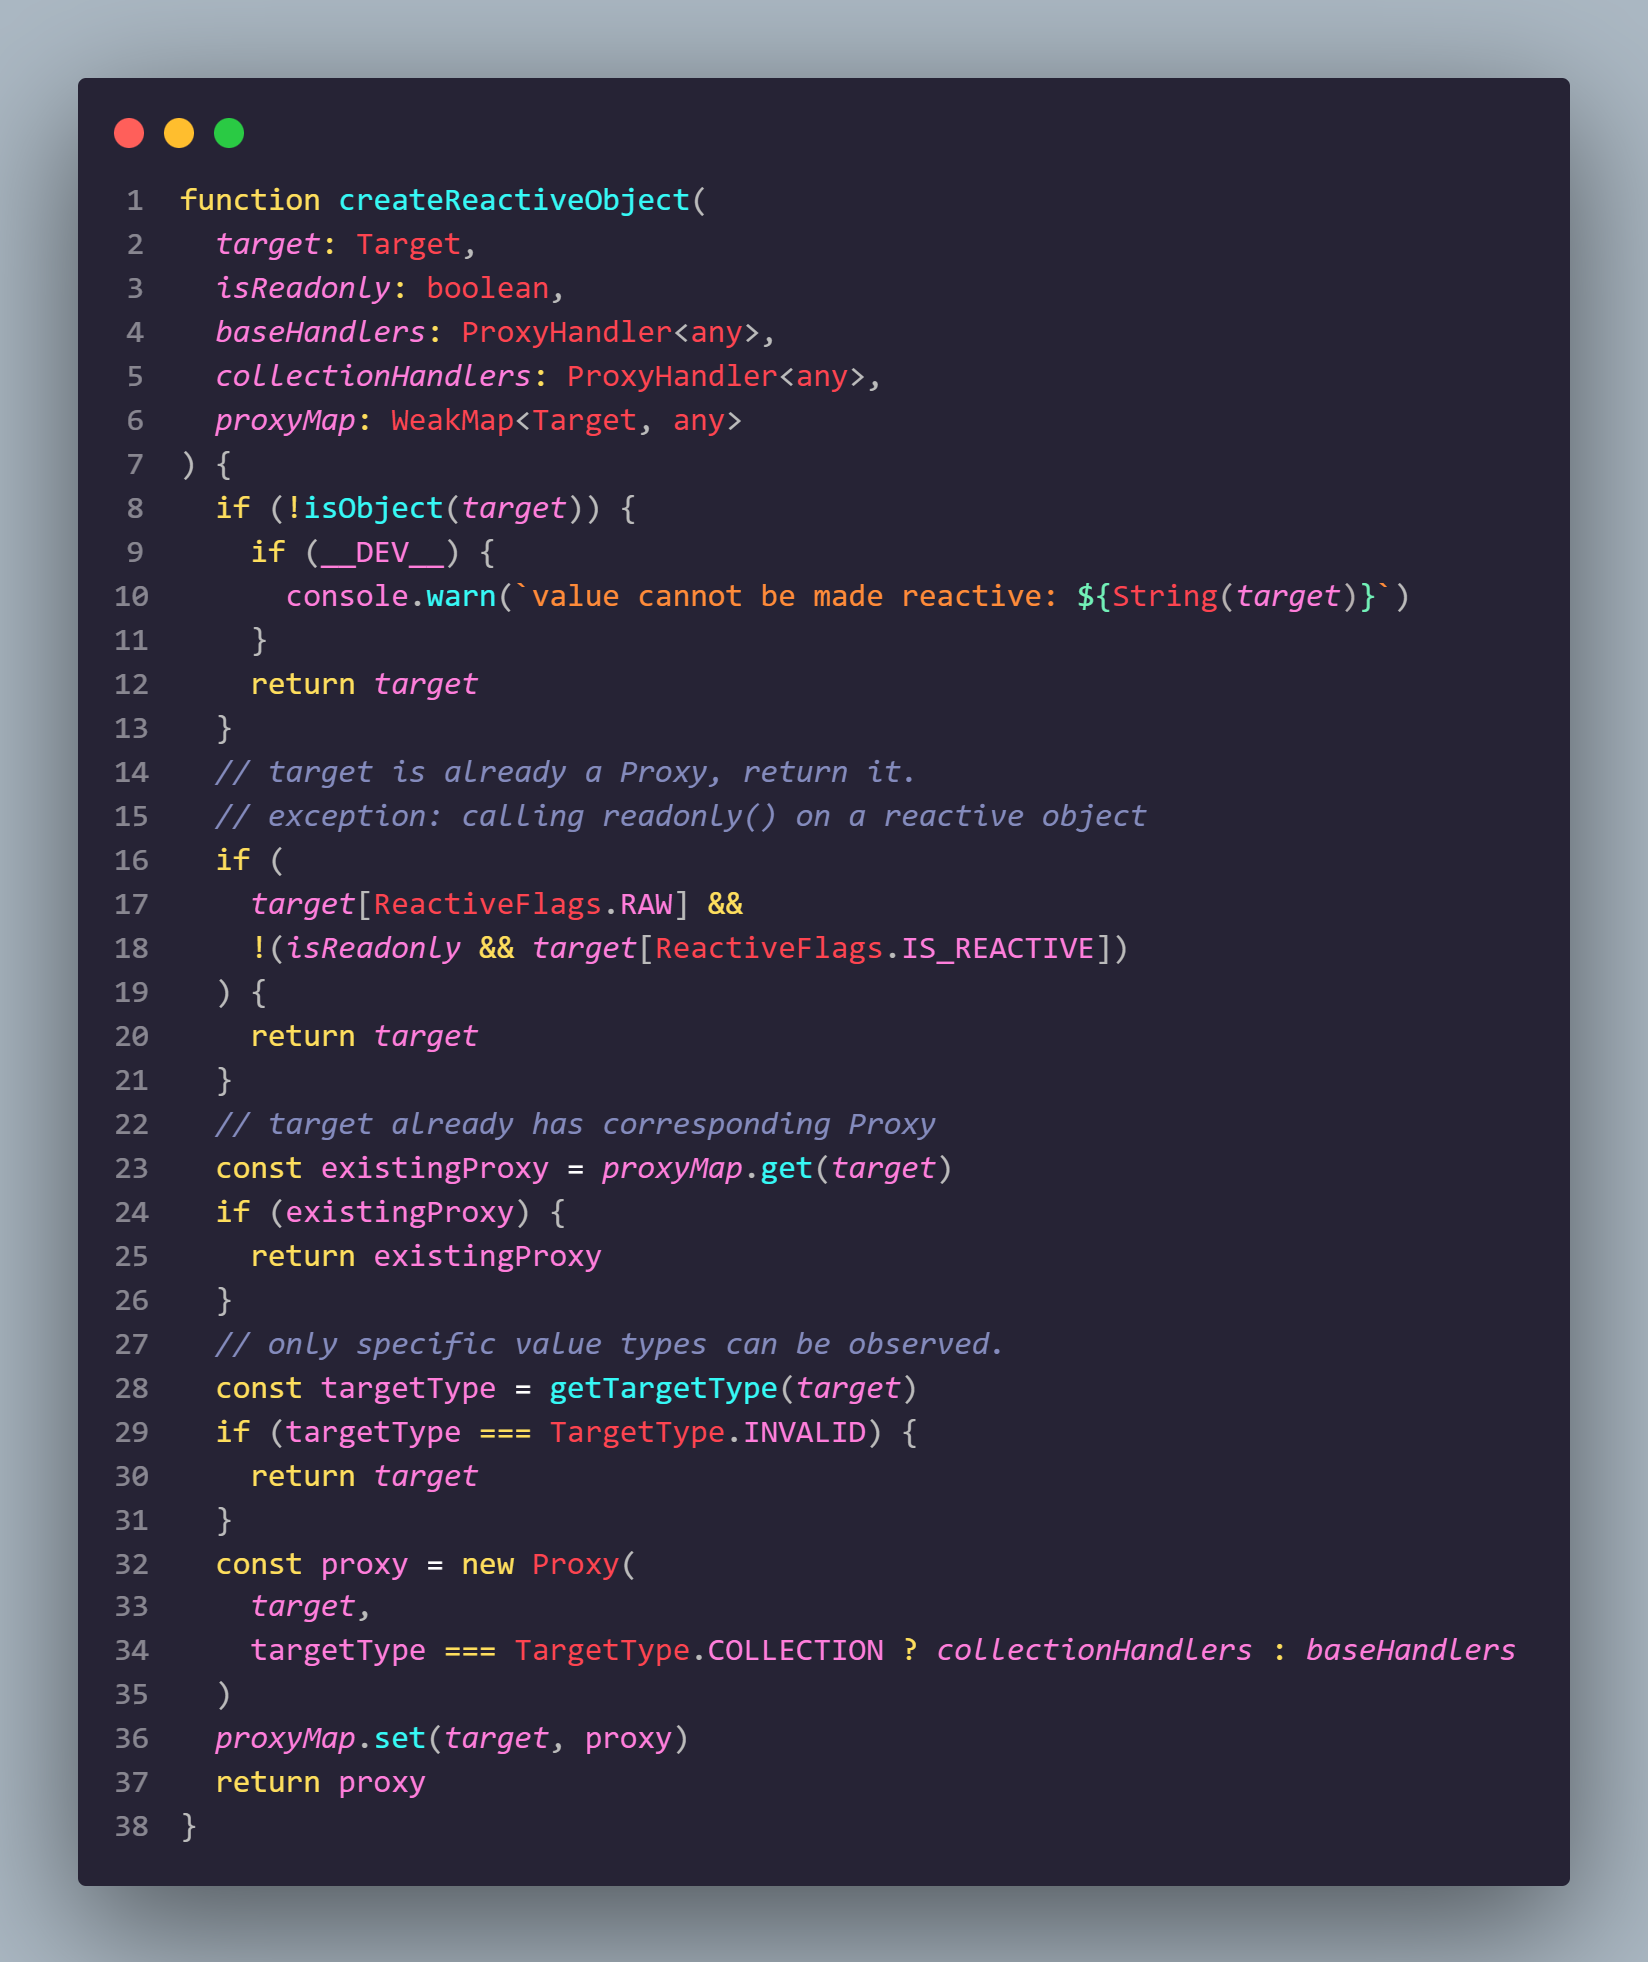 1 function createReactiveObject(
2   target: Target,
3   isReadonly: boolean,
4   baseHandlers: ProxyHandler<any>,
5   collectionHandlers: ProxyHandler<any>,
6   proxyMap: WeakMap<Target, any>
7 ) {
8   if (!isObject(target)) {
9     if (__DEV__) {
10       console.warn(`value cannot be made reactive: ${String(target)}`)
11     }
12     return target
13   }
14   // target is already a Proxy, return it.
15   // exception: calling readonly() on a reactive object
16   if (
17     target[ReactiveFlags.RAW] &&
18     !(isReadonly && target[ReactiveFlags.IS_REACTIVE])
19   ) {
20     return target
21   }
22   // target already has corresponding Proxy
23   const existingProxy = proxyMap.get(target)
24   if (existingProxy) {
25     return existingProxy
26   }
27   // only specific value types can be observed.
28   const targetType = getTargetType(target)
29   if (targetType === TargetType.INVALID) {
30     return target
31   }
32   const proxy = new Proxy(
33     target,
34     targetType === TargetType.COLLECTION ? collectionHandlers : baseHandlers
35   )
36   proxyMap.set(target, proxy)
37   return proxy
38 }